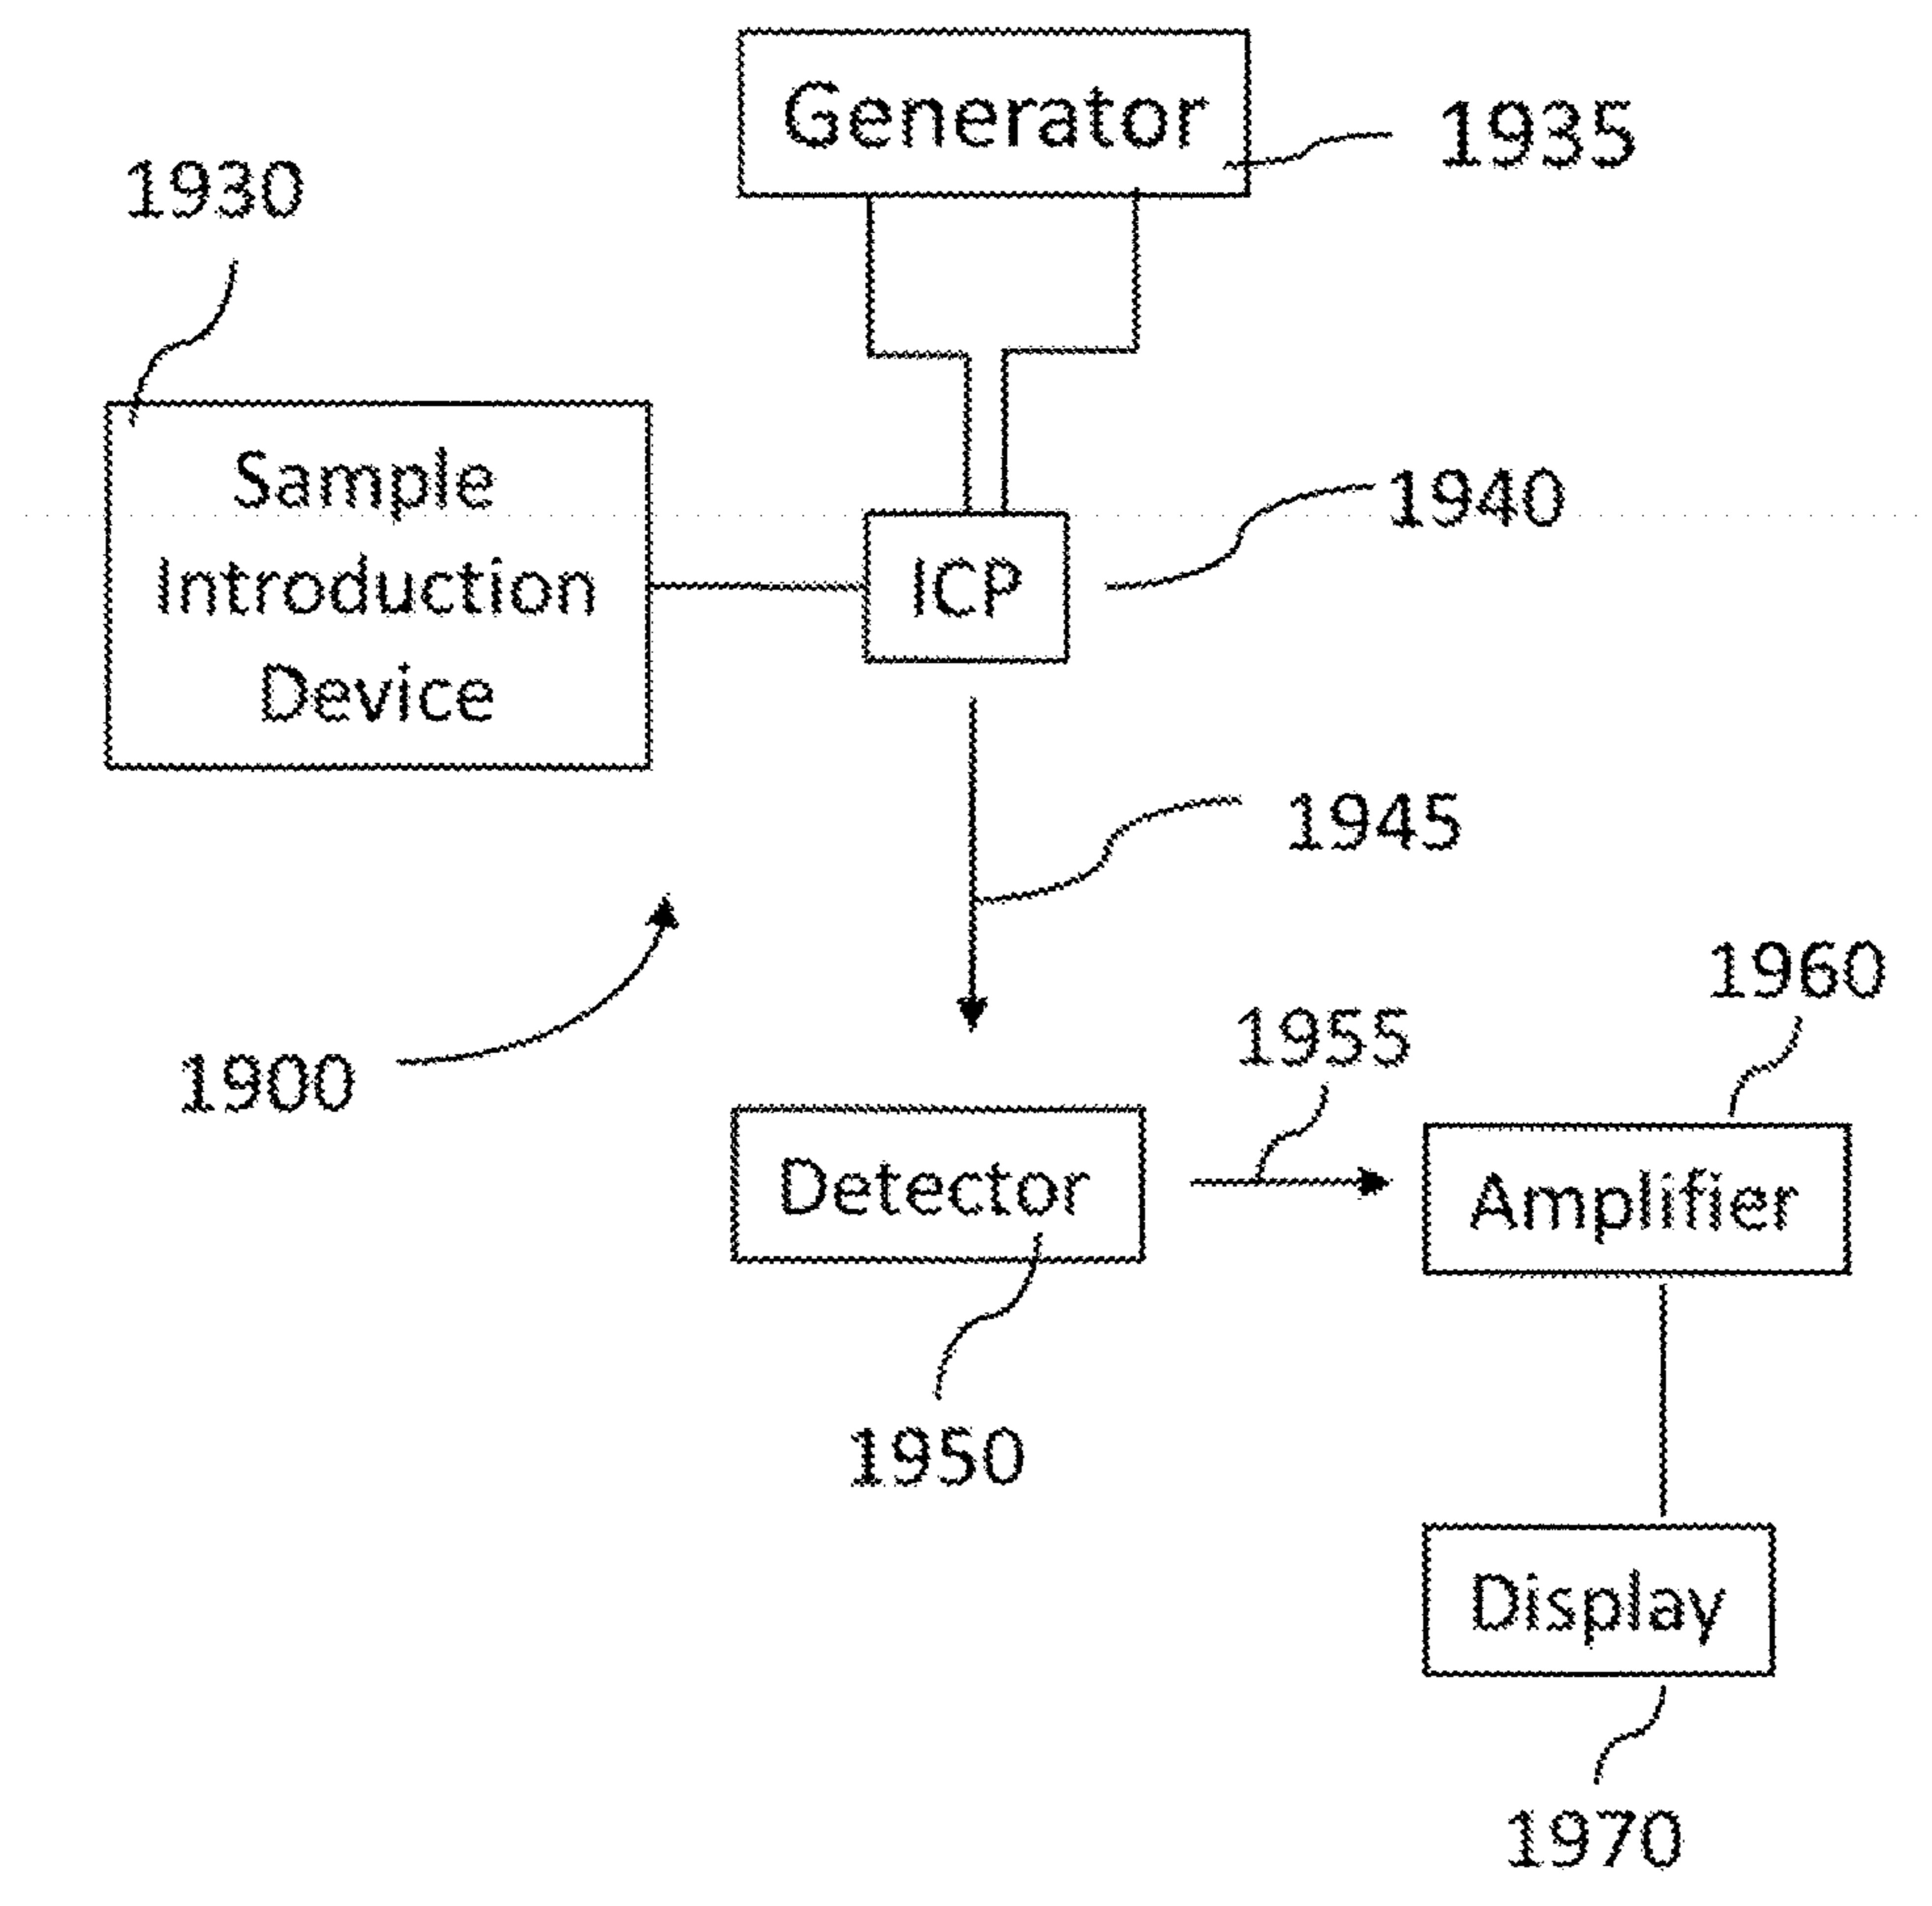 Generator
1935
1930
Sample
Introduction
Device
1940
ICP
1945
1960
1955
1900
Detector
Amplifier
1950
Display
1970